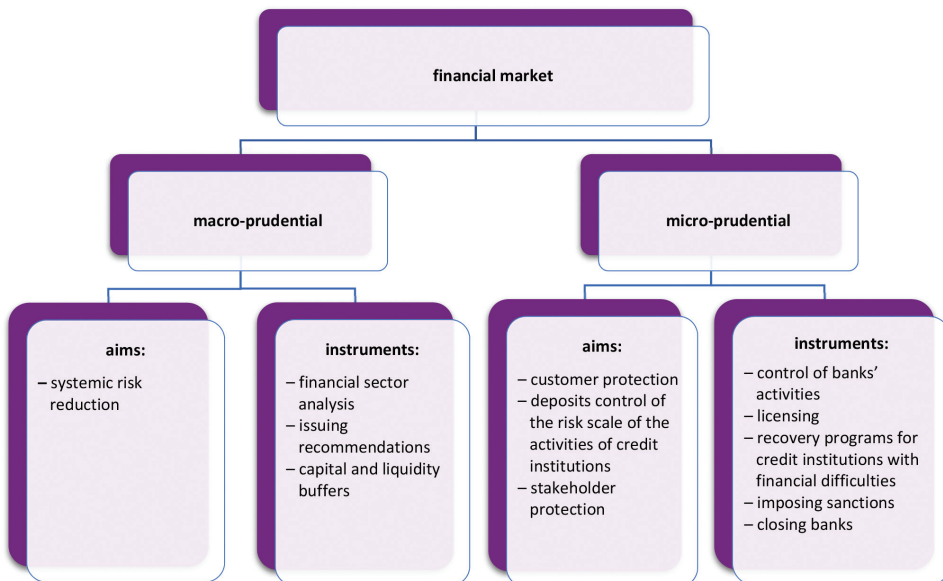 financial market
macro-prudential
micro-prudential
aims:
– systemic risk
reduction
instruments:
– financial sector
analysis
– issuing
recommendations
– capital and liquidity
buffers
aims:
– customer protection
– deposits control of
the risk scale of the
activities of credit
institutions
– stakeholder
protection
instruments:
– control of banks’
activities
– licensing
– recovery programs for
credit institutions with
financial difficulties
– imposing sanctions
– closing banks